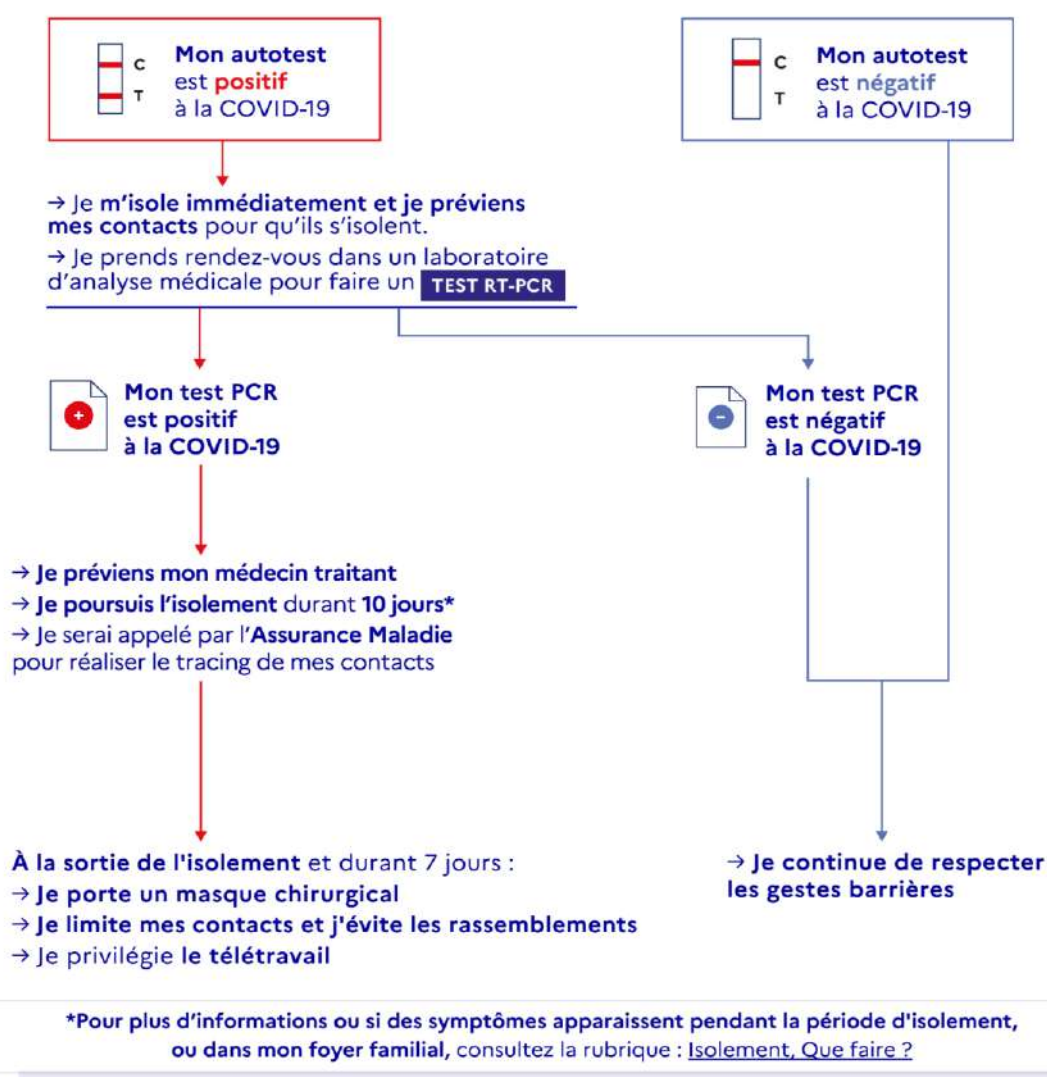 C
T
Mon autotest
est positif
à la COVID-19
C
T
Mon autotest
est négatif
à la COVID-19
→ Je m'isole immédiatement et je préviens
mes contacts pour qu'ils s'isolent.
→ Je prends rendez-vous dans un laboratoire
d'analyse médicale pour faire un TEST RT-PCR
+
Mon test PCR
est positif
à la COVID-19
-
Mon test PCR
est négatif
à la COVID-19
→ Je préviens mon médecin traitant
→ Je poursuis l'isolement durant 10 jours*
→ Je serai appelé par l'Assurance Maladie
pour réaliser le tracing de mes contacts
À la sortie de l'isolement et durant 7 jours :
→ Je porte un masque chirurgical
→ Je limite mes contacts et j'évite les rassemblements
→ Je privilégie le télétravail
→ Je continue de respecter
les gestes barrières
*Pour plus d'informations ou si des symptômes apparaissent pendant la période d'isolement,
ou dans mon foyer familial, consultez la rubrique : Isolement, Que faire ?